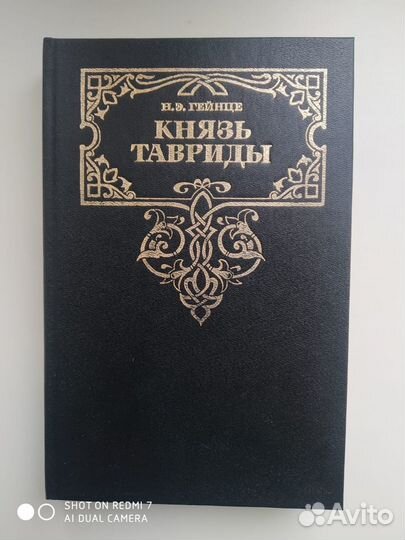 Н.Э. ГЕЙНЦЕ
КНЯЗЬ
ТАВРИДЫ
SHOT ON REDMI 7
AI DUAL CAMERA
Avito